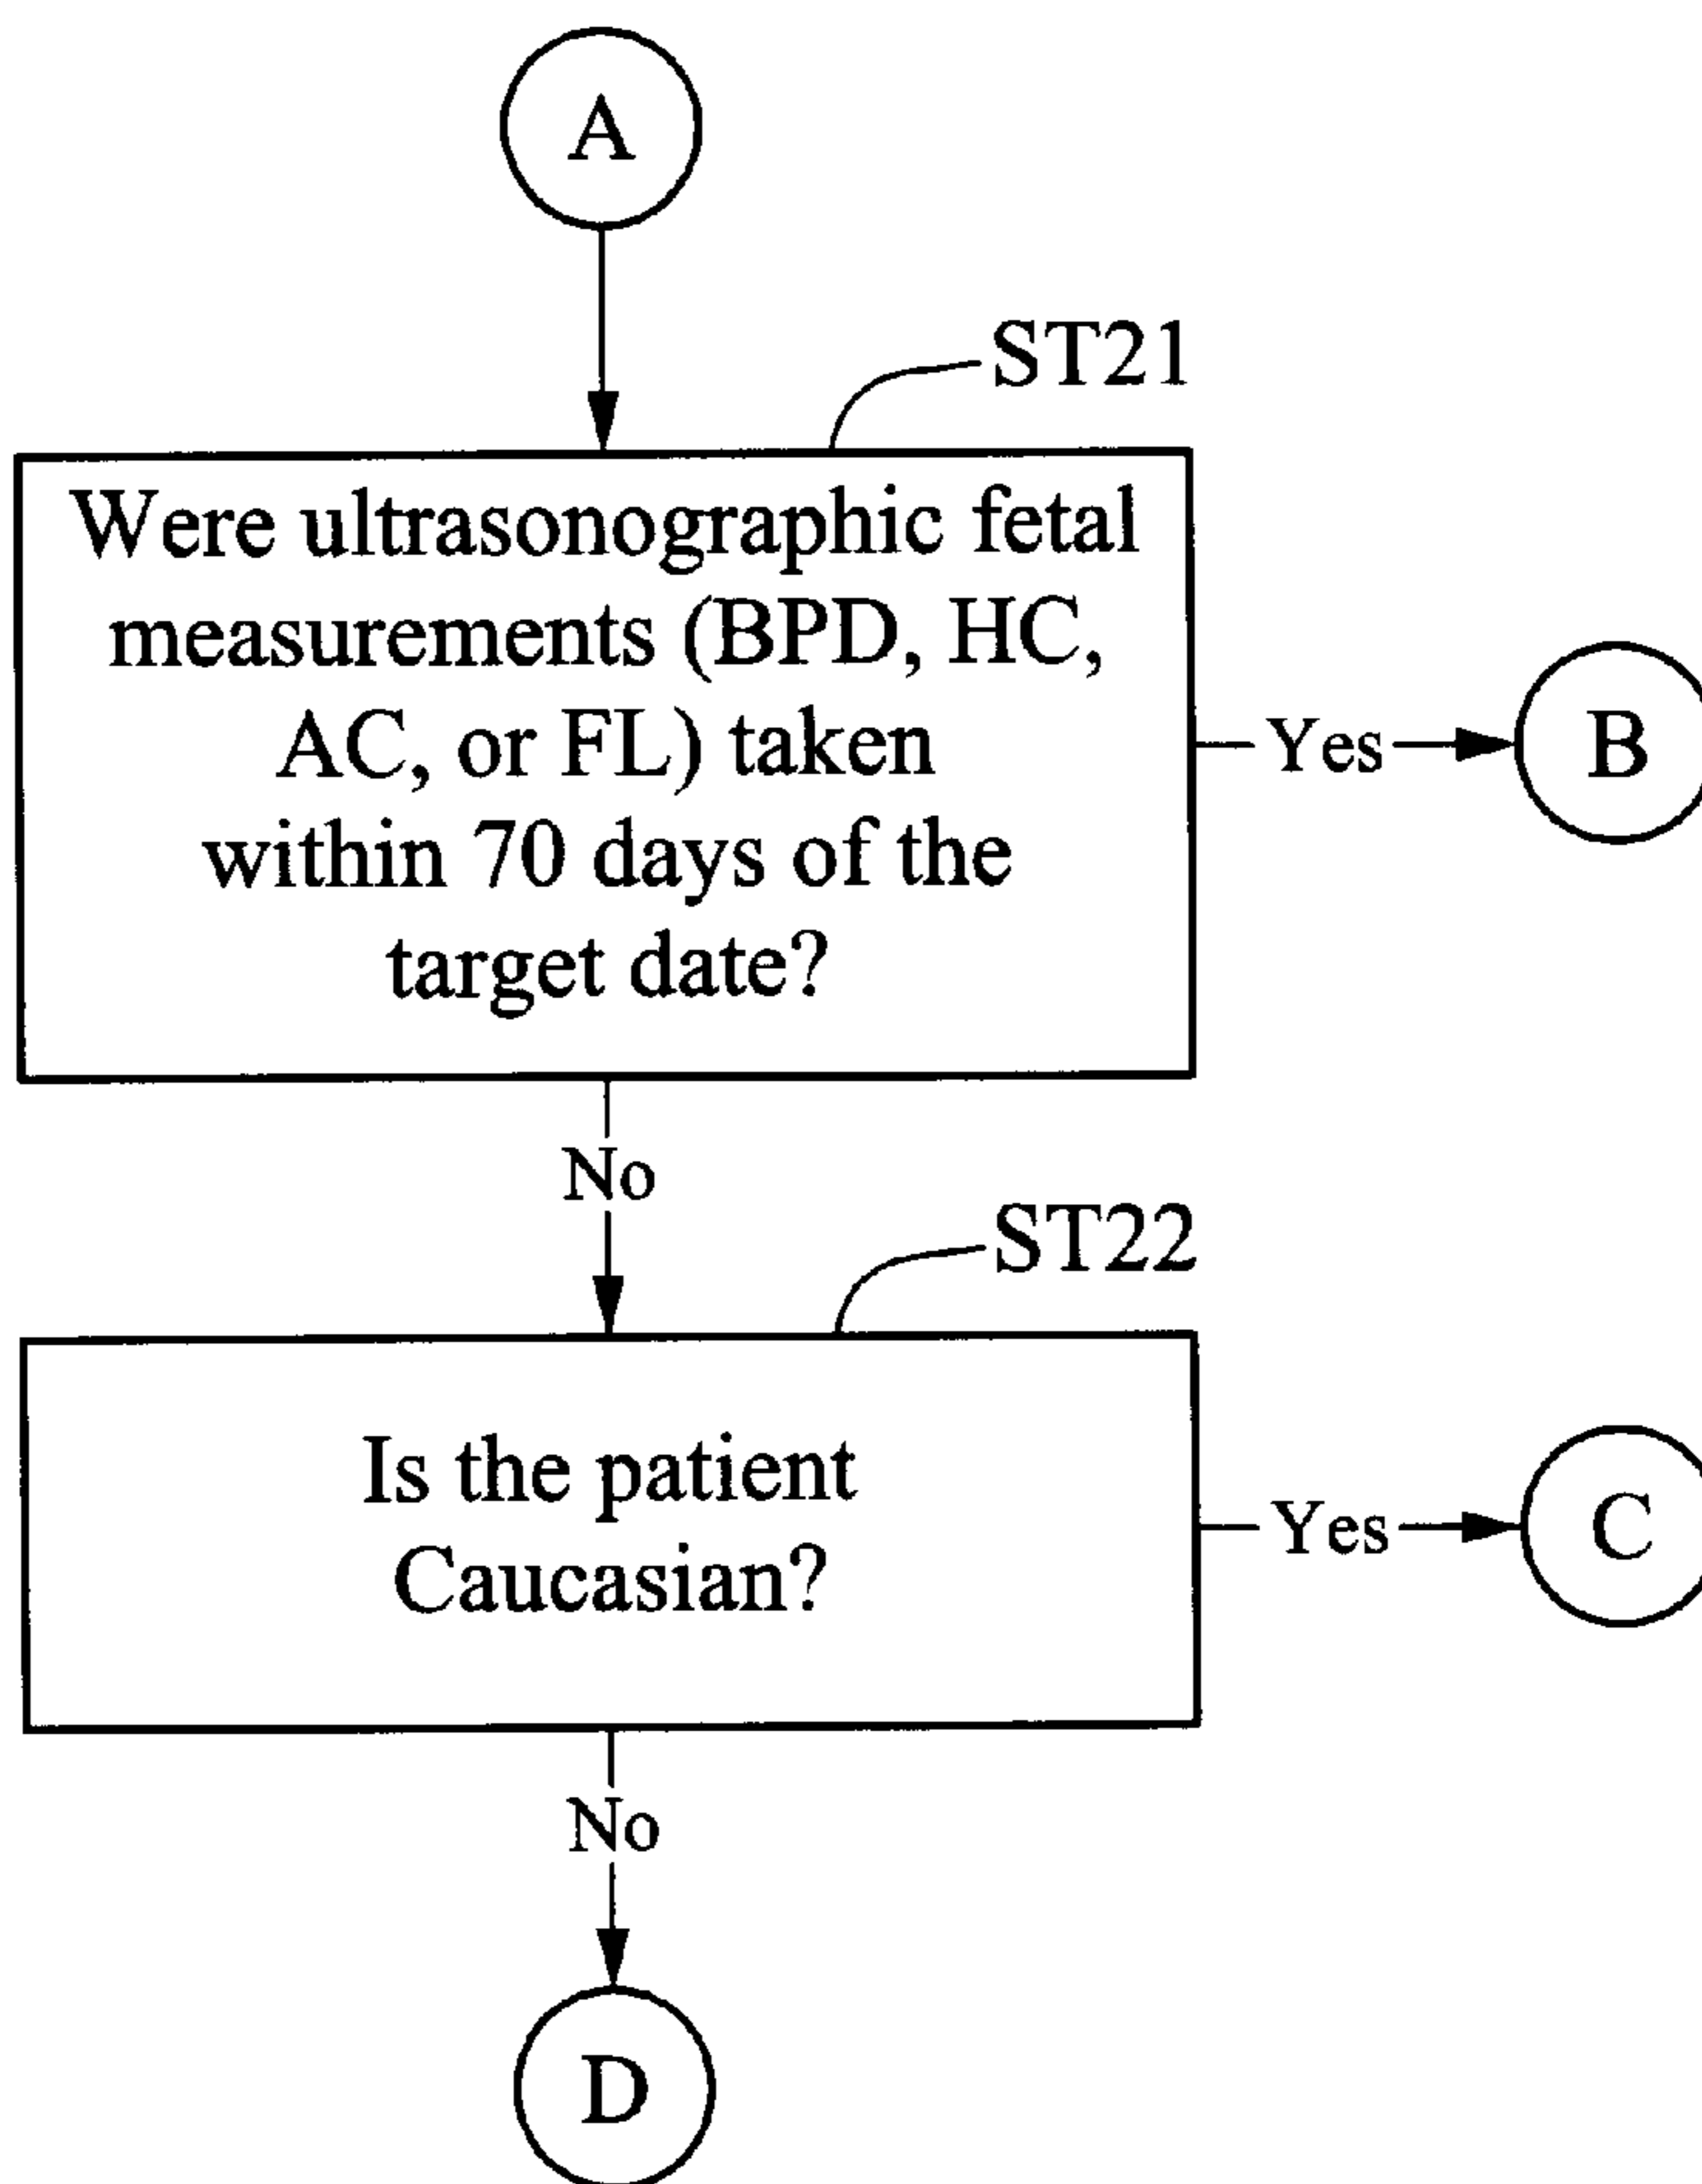 A
ST21
Were ultrasonographic fetal
measurements (BPD, HC,
AC, or FL) taken
within 70 days of the
target date?
Yes
B
No
ST22
Is the patient
Caucasian?
Yes
C
No
D